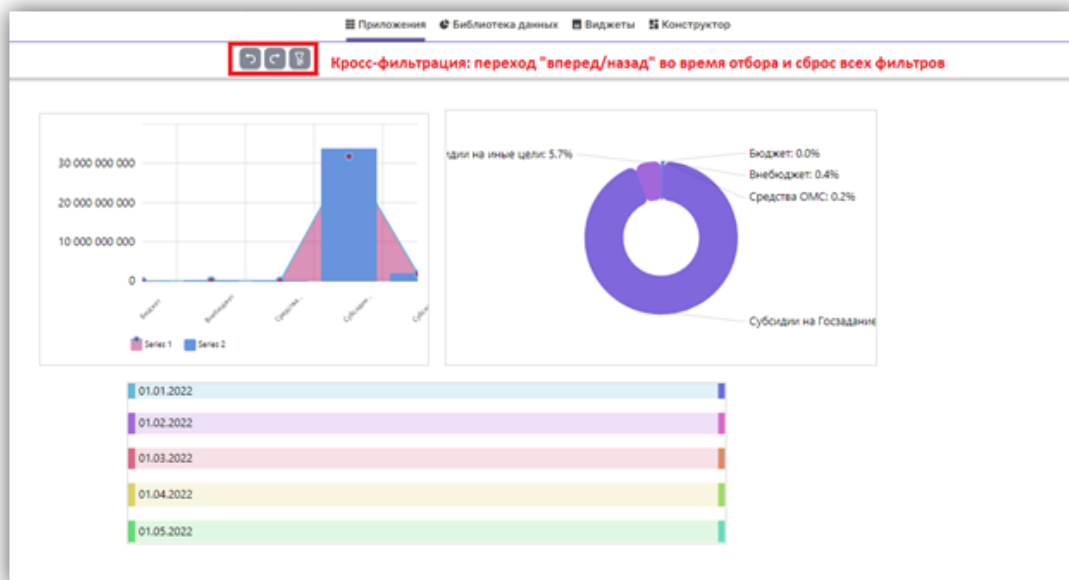 Приложения Библиотека данных Виджеты Конструктор
Кросс-фильтрация: переход "вперед/назад" во время отбора и сброс всех фильтров
30 000 000 000
20 000 000 000
10 000 000 000
0
Бюджет Внебюджет Средства... Субсидии... Субси
Series 1 Series 2
идии на иные цели: 5.7%
Бюджет: 0.0%
Внебюджет: 0.4%
Средства ОМС: 0.2%
Субсидии на Госзадание
01.01.2022
01.02.2022
01.03.2022
01.04.2022
01.05.2022